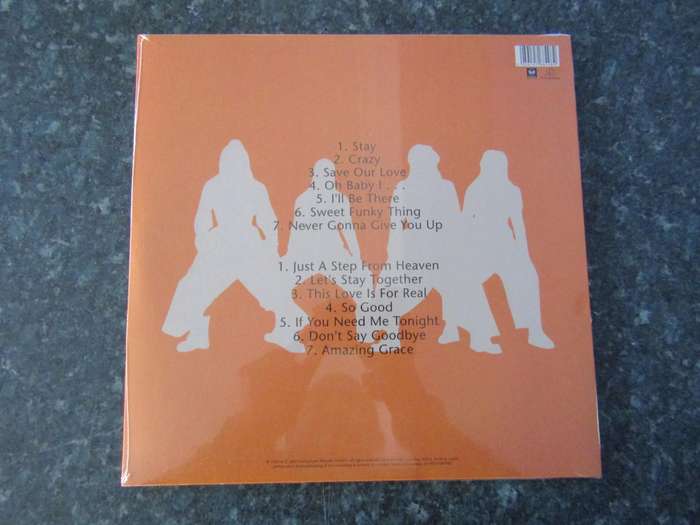 1. Stay
2. Crazy
3. Save Our Love
4. Oh Baby I . . .
5. I'll Be There
6. Sweet Funky Thing
7. Never Gonna Give You Up
1. Just A Step From Heaven
2. Let's Stay Together
3. This Love Is For Real
4. So Good
5. If You Need Me Tonight
6. Don't Say Goodbye
7. Amazing Grace